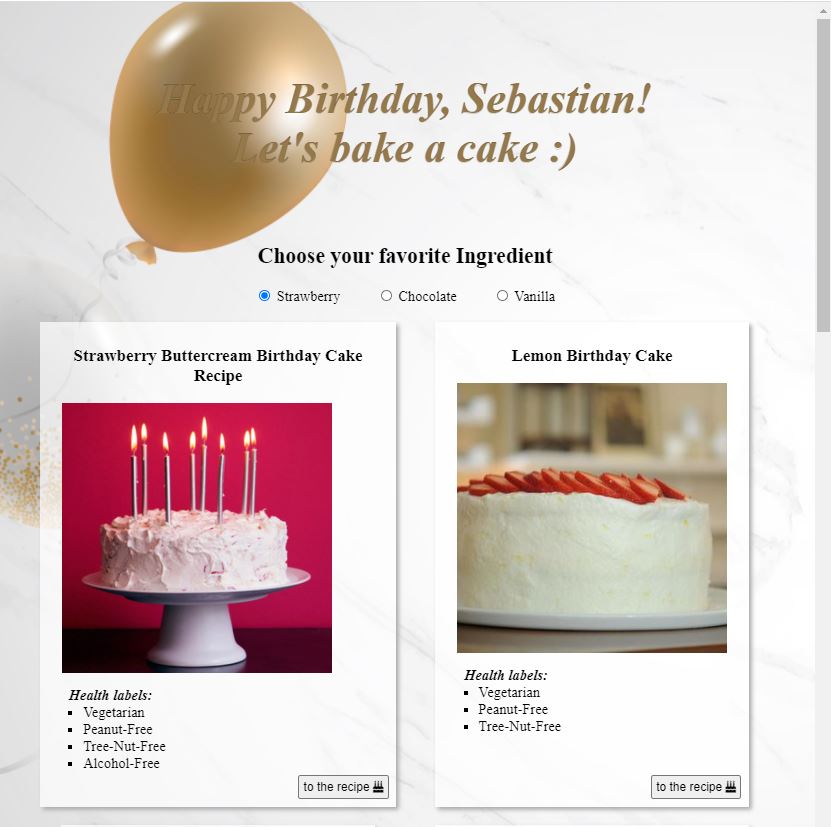 Happy Birthday, Sebastian!
Let's bake a cake :)
Choose your favorite Ingredient
Strawberry
Chocolate
Vanilla
Strawberry Buttercream Birthday Cake
Recipe
Health labels:
Vegetarian
Peanut-Free
Tree-Nut-Free
Alcohol-Free
to the recipe
Lemon Birthday Cake
Health labels:
Vegetarian
Peanut-Free
Tree-Nut-Free
to the recipe